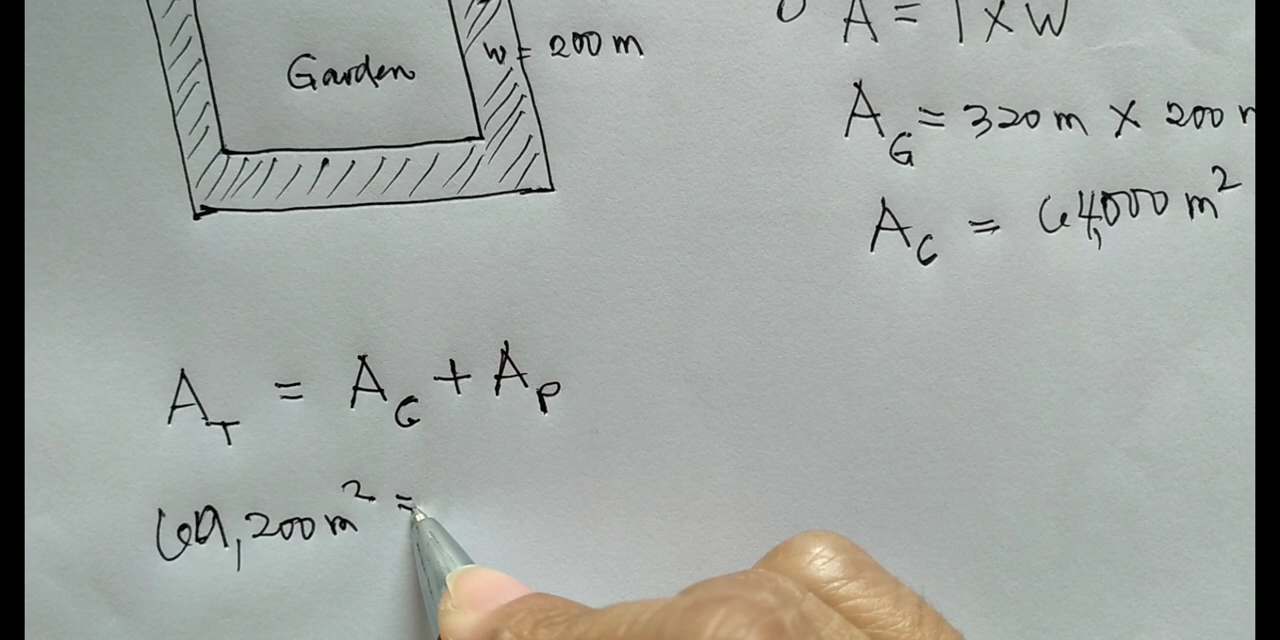 Garden
w = 200 m
A = l x w
A_G = 320 m x 200 m
A_G = 64,000 m²
A_T = A_G + A_P
69,200 m² =